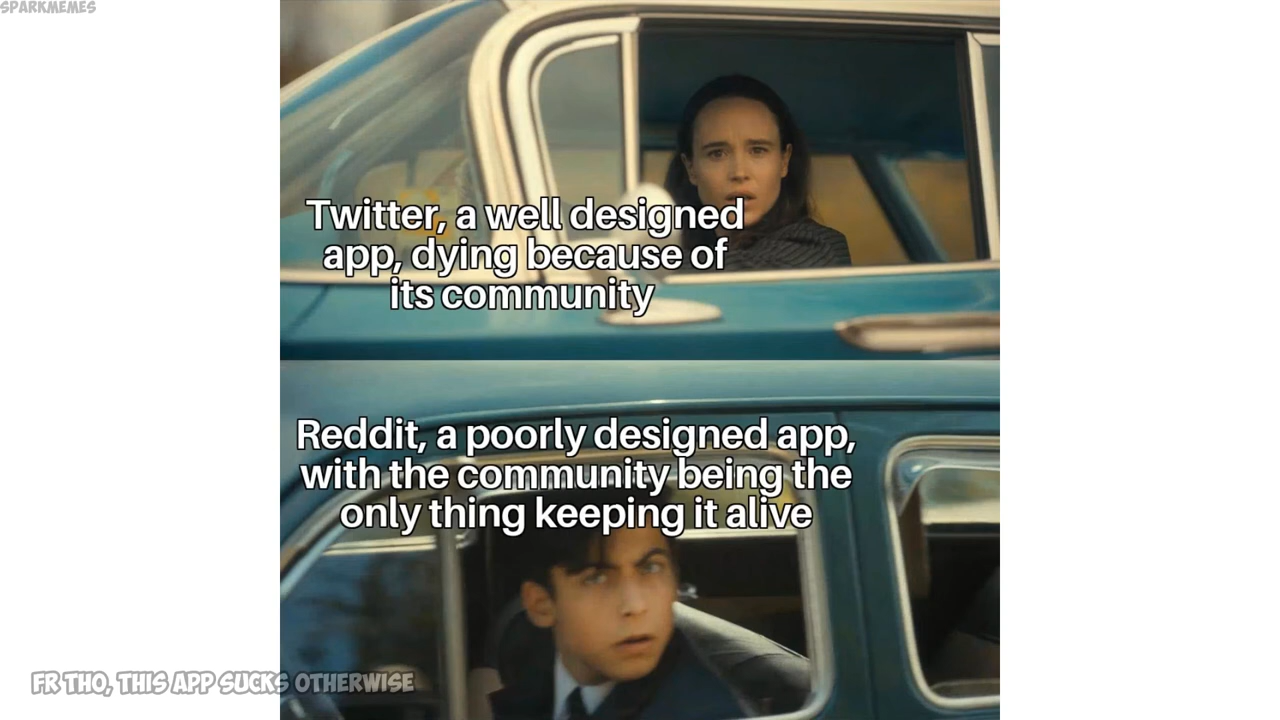 SPARKMEMES
Twitter, a well designed
app, dying because of
its community
Reddit, a poorly designed app,
with the community being the
only thing keeping it alive
FR THO, THIS APP SUCKS OTHERWISE